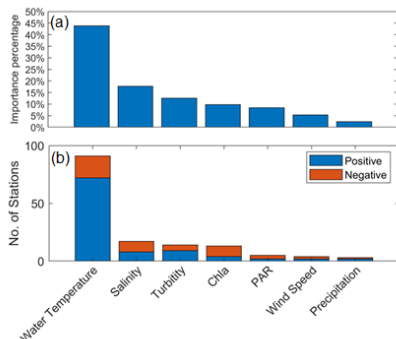 (a)
Importance percentage
50%
45%
40%
35%
30%
25%
20%
15%
10%
5%
0%
(b)
No. of Stations
100
50
0
Positive
Negative
Water Temperature
Salinity
Turbitity
Chla
PAR
Wind Speed
Precipitation